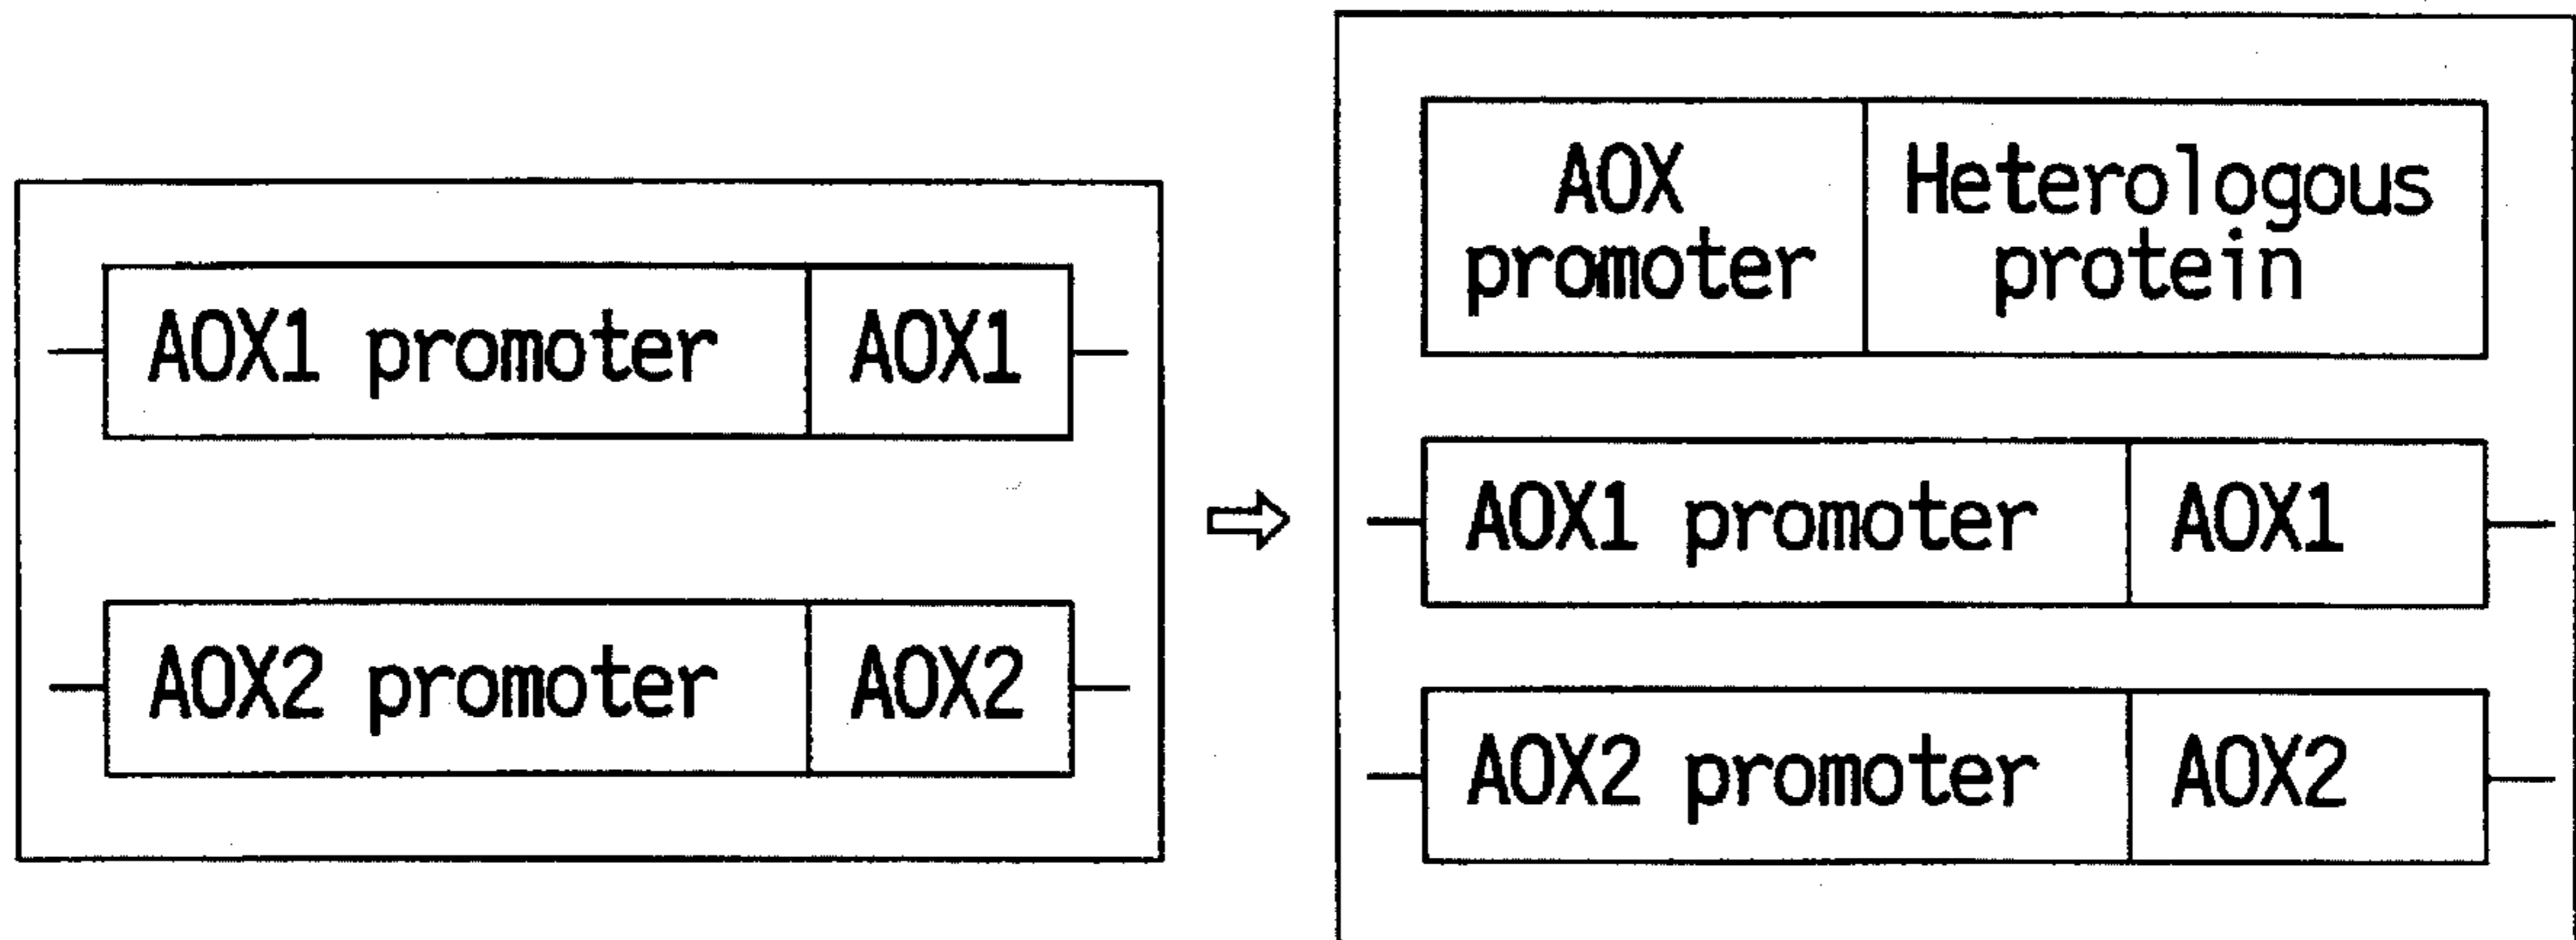 AOX1 promoter AOX1
AOX2 promoter AOX2
AOX
promoter
Heterologous
protein
AOX1 promoter AOX1
AOX2 promoter AOX2